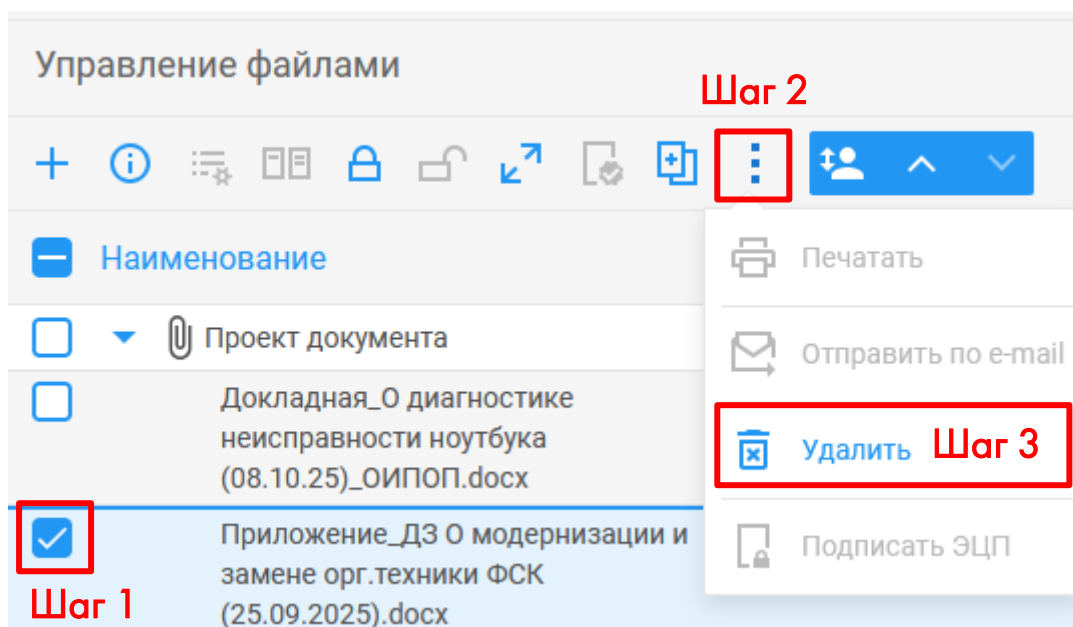 Управление файлами
Шаг 2
Наименование
Печатать
Проект документа
Отправить по e-mail
Докладная_О диагностике
неисправности ноутбука
(08.10.25)_ОИПОП.docx
Удалить Шаг 3
Приложение_ДЗ О модернизации и
замене орг.техники ФСК
(25.09.2025).docx
Подписать ЭЦП
Шаг 1